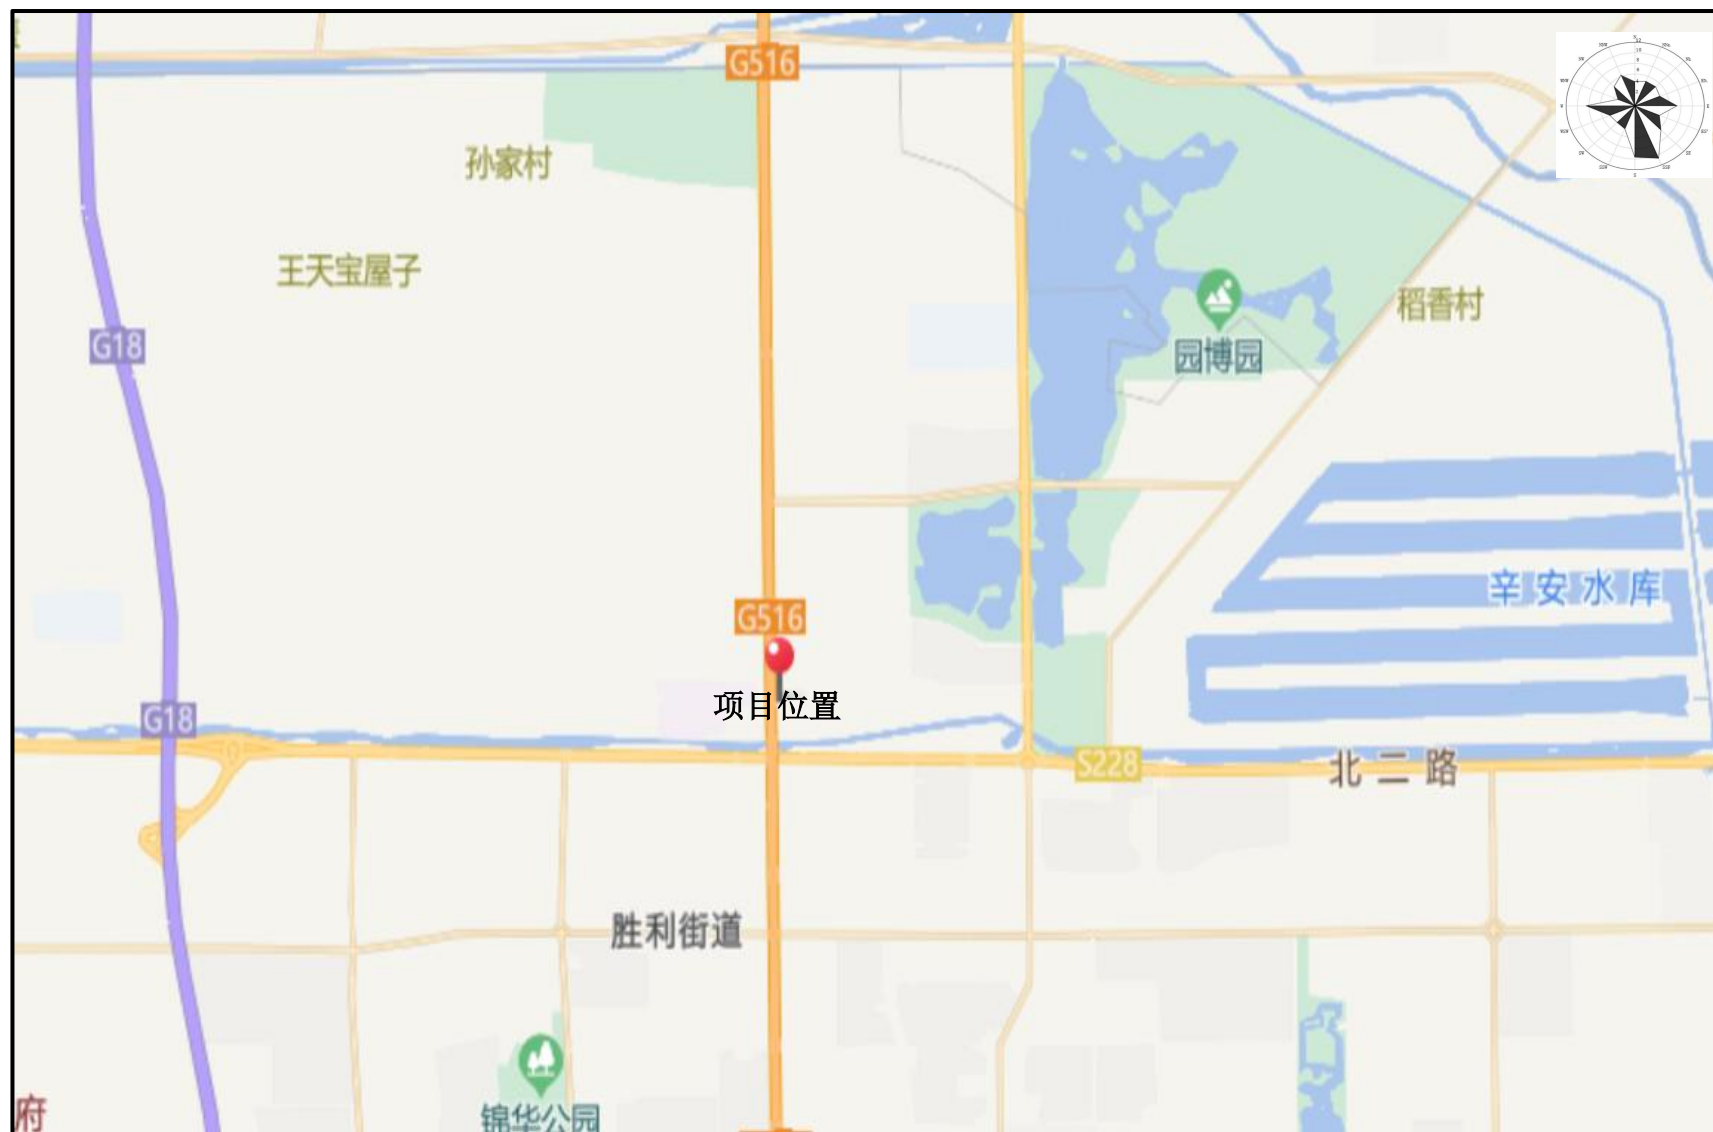 G516
孙家村
王天宝屋子
稻香村
G18
园博园
辛安水库
G516
项目位置
G18
S228
北二路
胜利街道
锦华公园
府